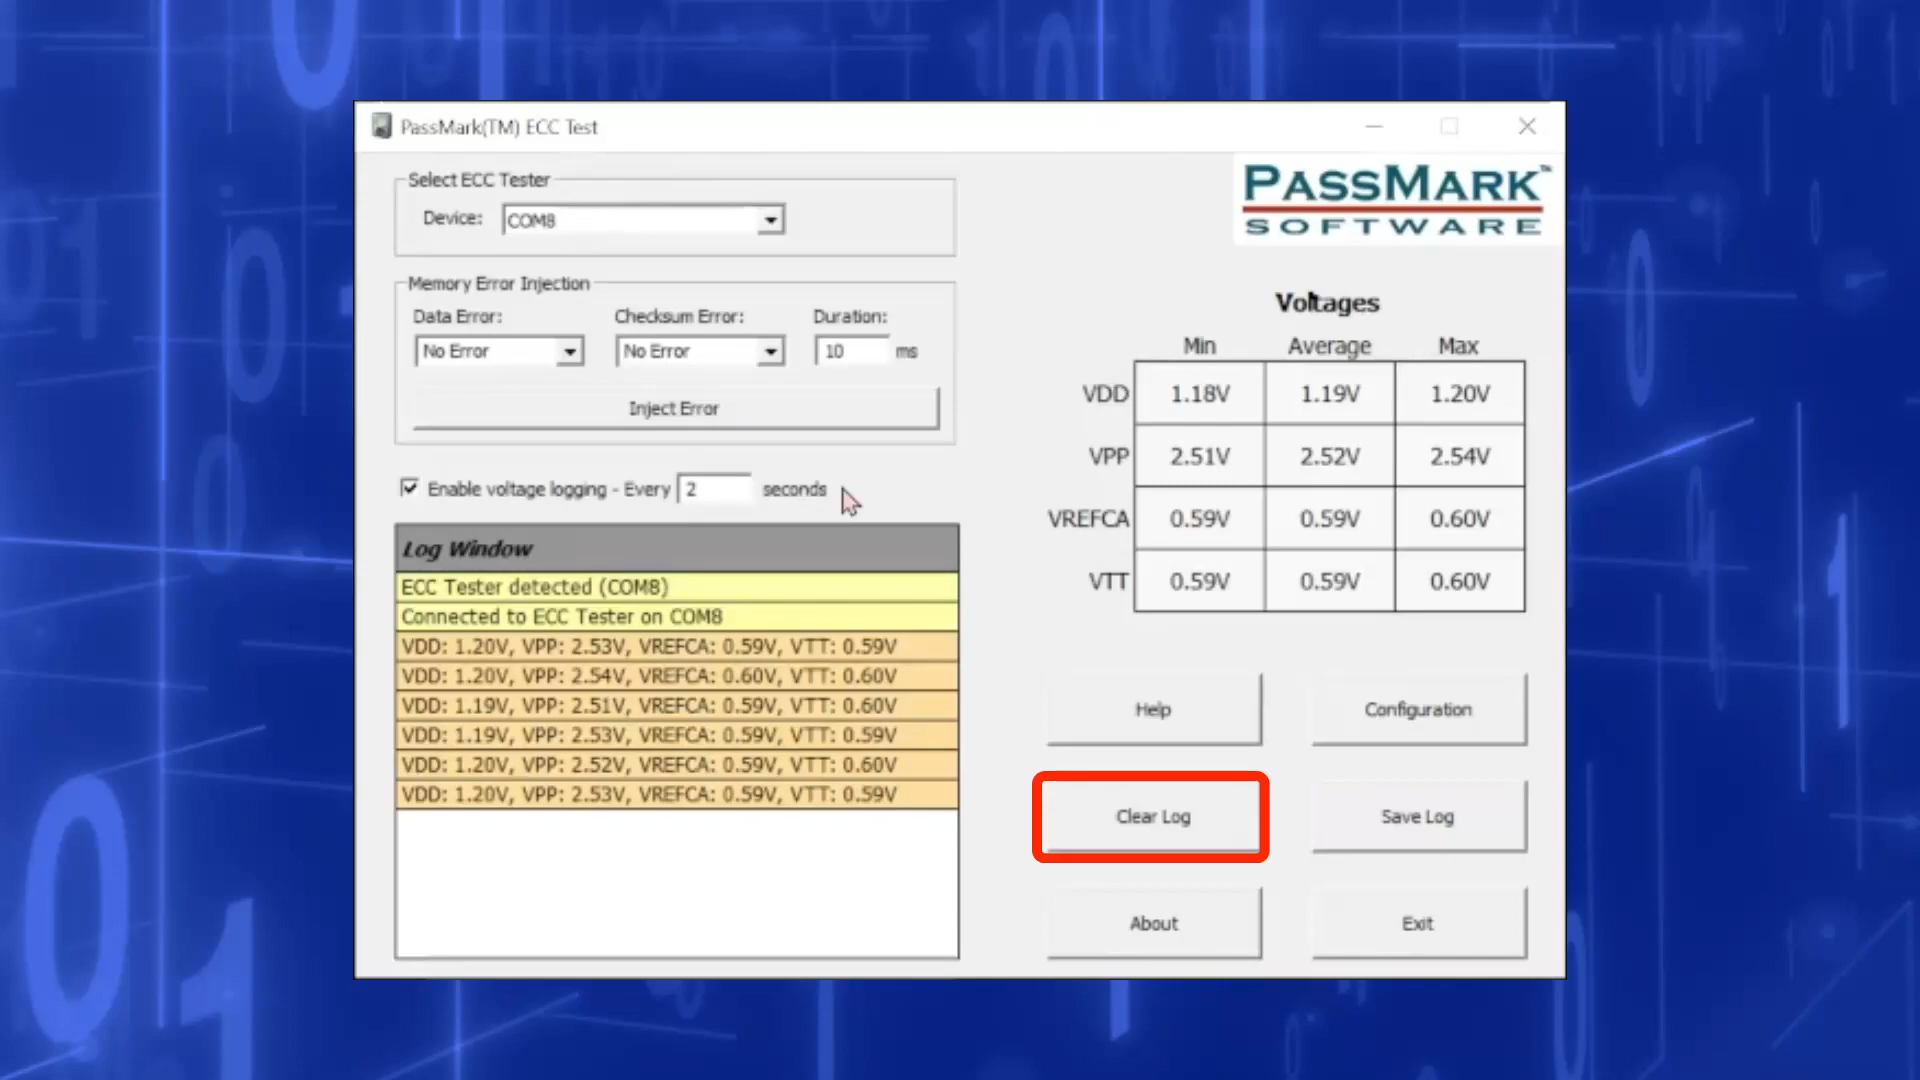 PassMark(TM) ECC Test
PASSMARK™
SOFTWARE
Select ECC Tester
Device: COM8
Memory Error Injection
Data Error: Checksum Error: Duration:
No Error No Error 10 ms
Inject Error
Enable voltage logging - Every 2 seconds
Log Window
ECC Tester detected (COM8)
Connected to ECC Tester on COM8
VDD: 1.20V, VPP: 2.53V, VREFCA: 0.59V, VTT: 0.59V
VDD: 1.20V, VPP: 2.54V, VREFCA: 0.60V, VTT: 0.60V
VDD: 1.19V, VPP: 2.51V, VREFCA: 0.59V, VTT: 0.60V
VDD: 1.19V, VPP: 2.53V, VREFCA: 0.59V, VTT: 0.59V
VDD: 1.20V, VPP: 2.52V, VREFCA: 0.59V, VTT: 0.60V
VDD: 1.20V, VPP: 2.53V, VREFCA: 0.59V, VTT: 0.59V
Voltages
Min Average Max
VDD 1.18V 1.19V 1.20V
VPP 2.51V 2.52V 2.54V
VREFCA 0.59V 0.59V 0.60V
VTT 0.59V 0.59V 0.60V
Help Configuration
Clear Log Save Log
About Exit